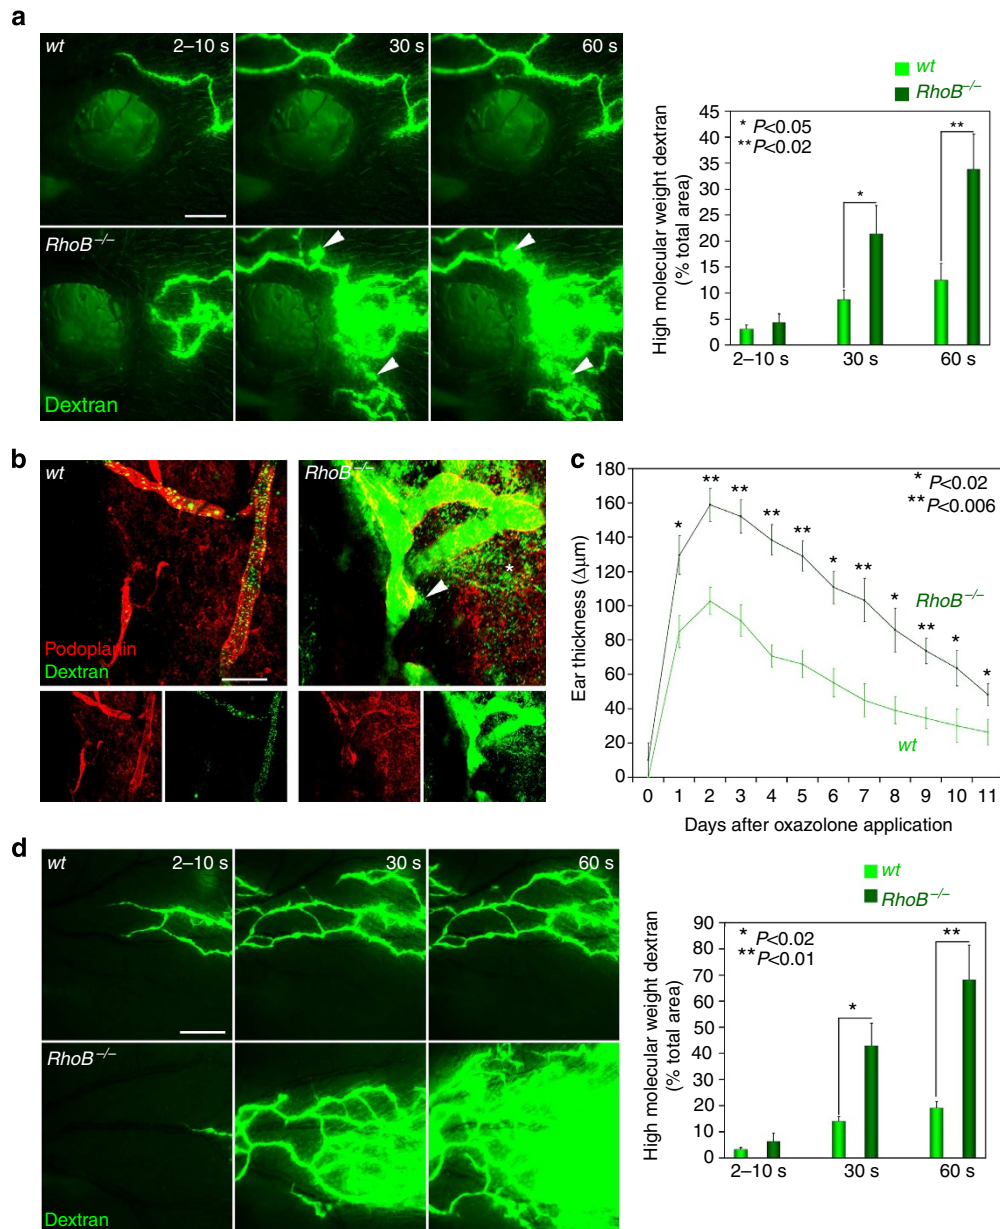 a
wt 2–10 s 30 s 60 s
RhoB−/−
Dextran
wt
RhoB−/−
* P<0.05
** P<0.02
High molecular weight dextran
(% total area)
45
40
35
30
25
20
15
10
5
0
*
**
2–10 s 30 s 60 s
b
wt
Podoplanin
Dextran
RhoB−/−
*
c
* P<0.02
** P<0.006
Ear thickness (Δµm)
180
160
140
120
100
80
60
40
20
0
* ** ** ** ** * ** * ** * *
RhoB−/−
wt
0 1 2 3 4 5 6 7 8 9 10 11
Days after oxazolone application
d
wt 2–10 s 30 s 60 s
RhoB−/−
Dextran
wt
RhoB−/−
* P<0.02
** P<0.01
High molecular weight dextran
(% total area)
90
80
70
60
50
40
30
20
10
0
*
**
2–10 s 30 s 60 s